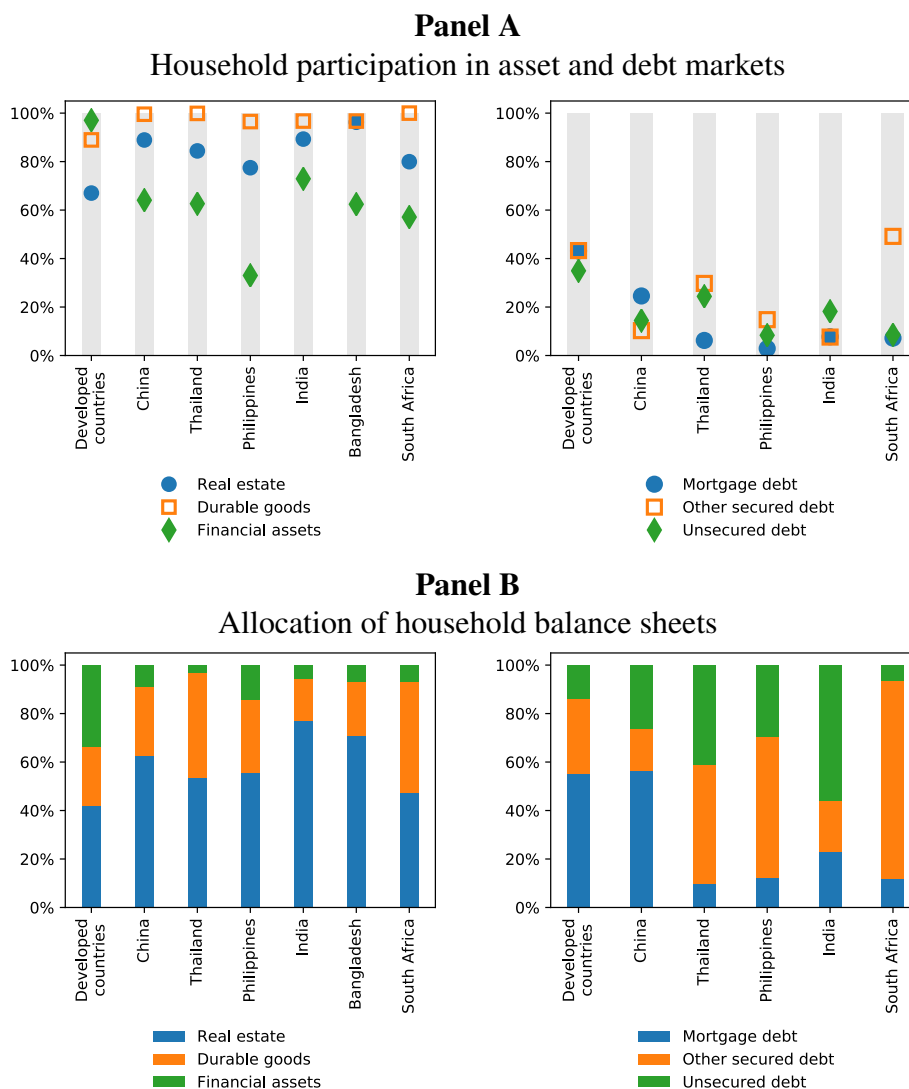 Panel A
Household participation in asset and debt markets
100%
80%
60%
40%
20%
0%
Developed
countries
China
Thailand
Philippines
India
Bangladesh
South Africa
Real estate
Durable goods
Financial assets
100%
80%
60%
40%
20%
0%
Developed
countries
China
Thailand
Philippines
India
South Africa
Mortgage debt
Other secured debt
Unsecured debt
Panel B
Allocation of household balance sheets
100%
80%
60%
40%
20%
0%
Developed
countries
China
Thailand
Philippines
India
Bangladesh
South Africa
Real estate
Durable goods
Financial assets
100%
80%
60%
40%
20%
0%
Developed
countries
China
Thailand
Philippines
India
South Africa
Mortgage debt
Other secured debt
Unsecured debt